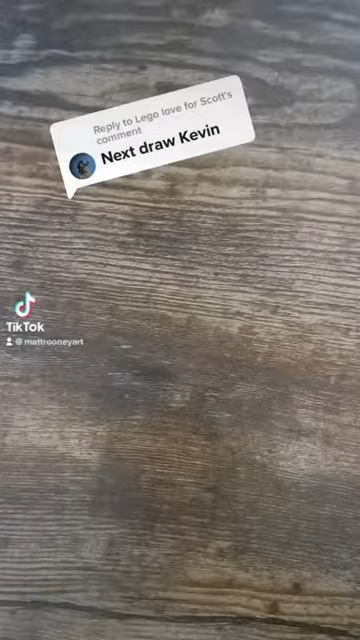 Reply to Lego love for Scott's
comment
Next draw Kevin
TikTok
@ mattrooneyart